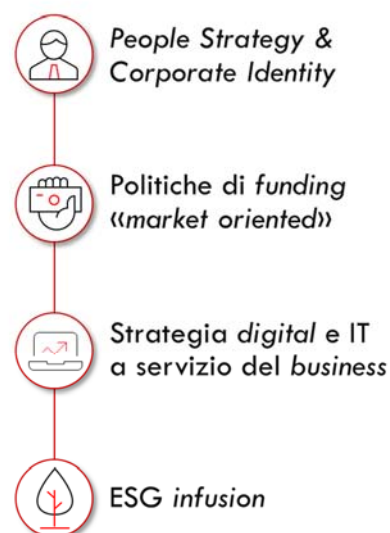 People Strategy &
Corporate Identity
Politiche di funding
«market oriented»
Strategia digital e IT
a servizio del business
ESG infusion